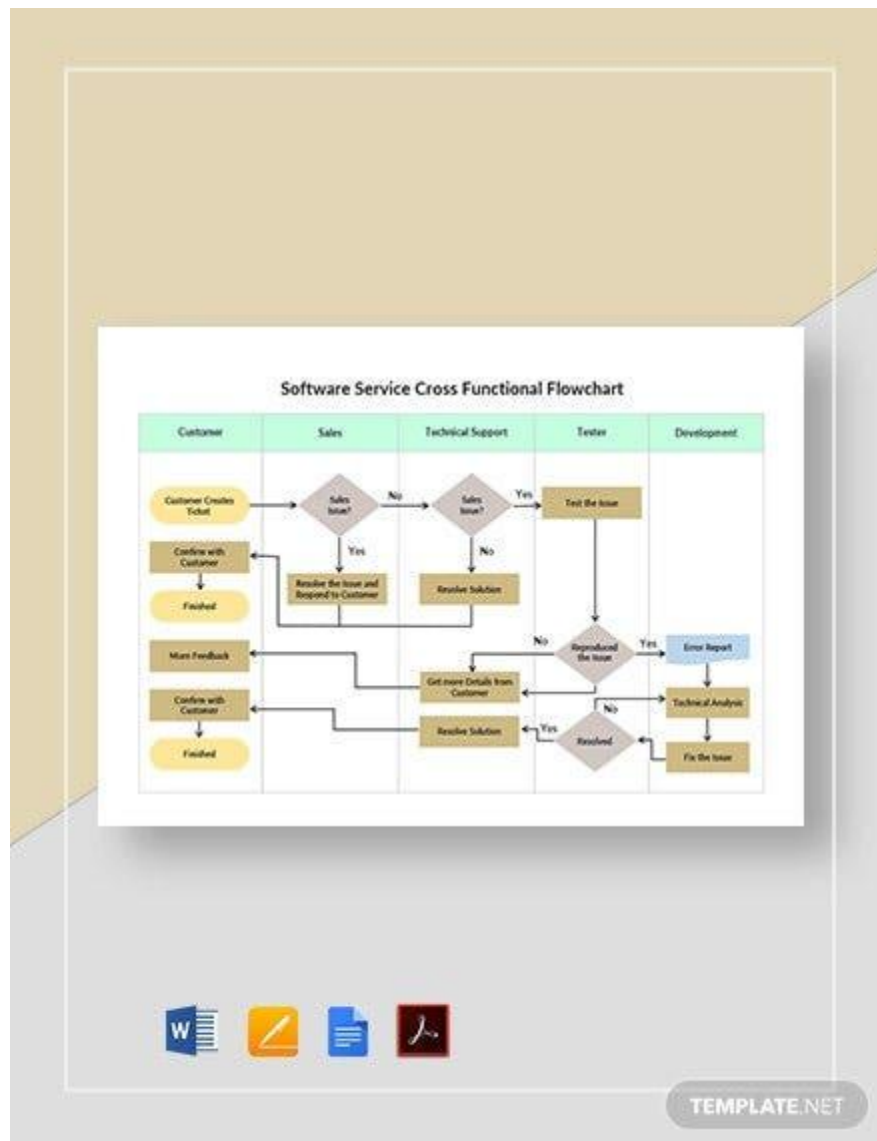 Software Service Cross Functional Flowchart
Customer
Sales
Technical Support
Tester
Development
Customer Creates
Ticket
Sales
Issue?
No
Sales
Issue?
Yes
Test the Issue
Confirm with
Customer
Yes
No
Resolve the Issue and
Respond to Customer
Resolve Solution
Finished
No
Reproduced
the Issue
Yes
Error Report
More Feedback
Get more Details from
Customer
Confirm with
Customer
No
Technical Analysis
Resolve Solution
Yes
Resolved
Finished
Fix the Issue
W
TEMPLATE.NET